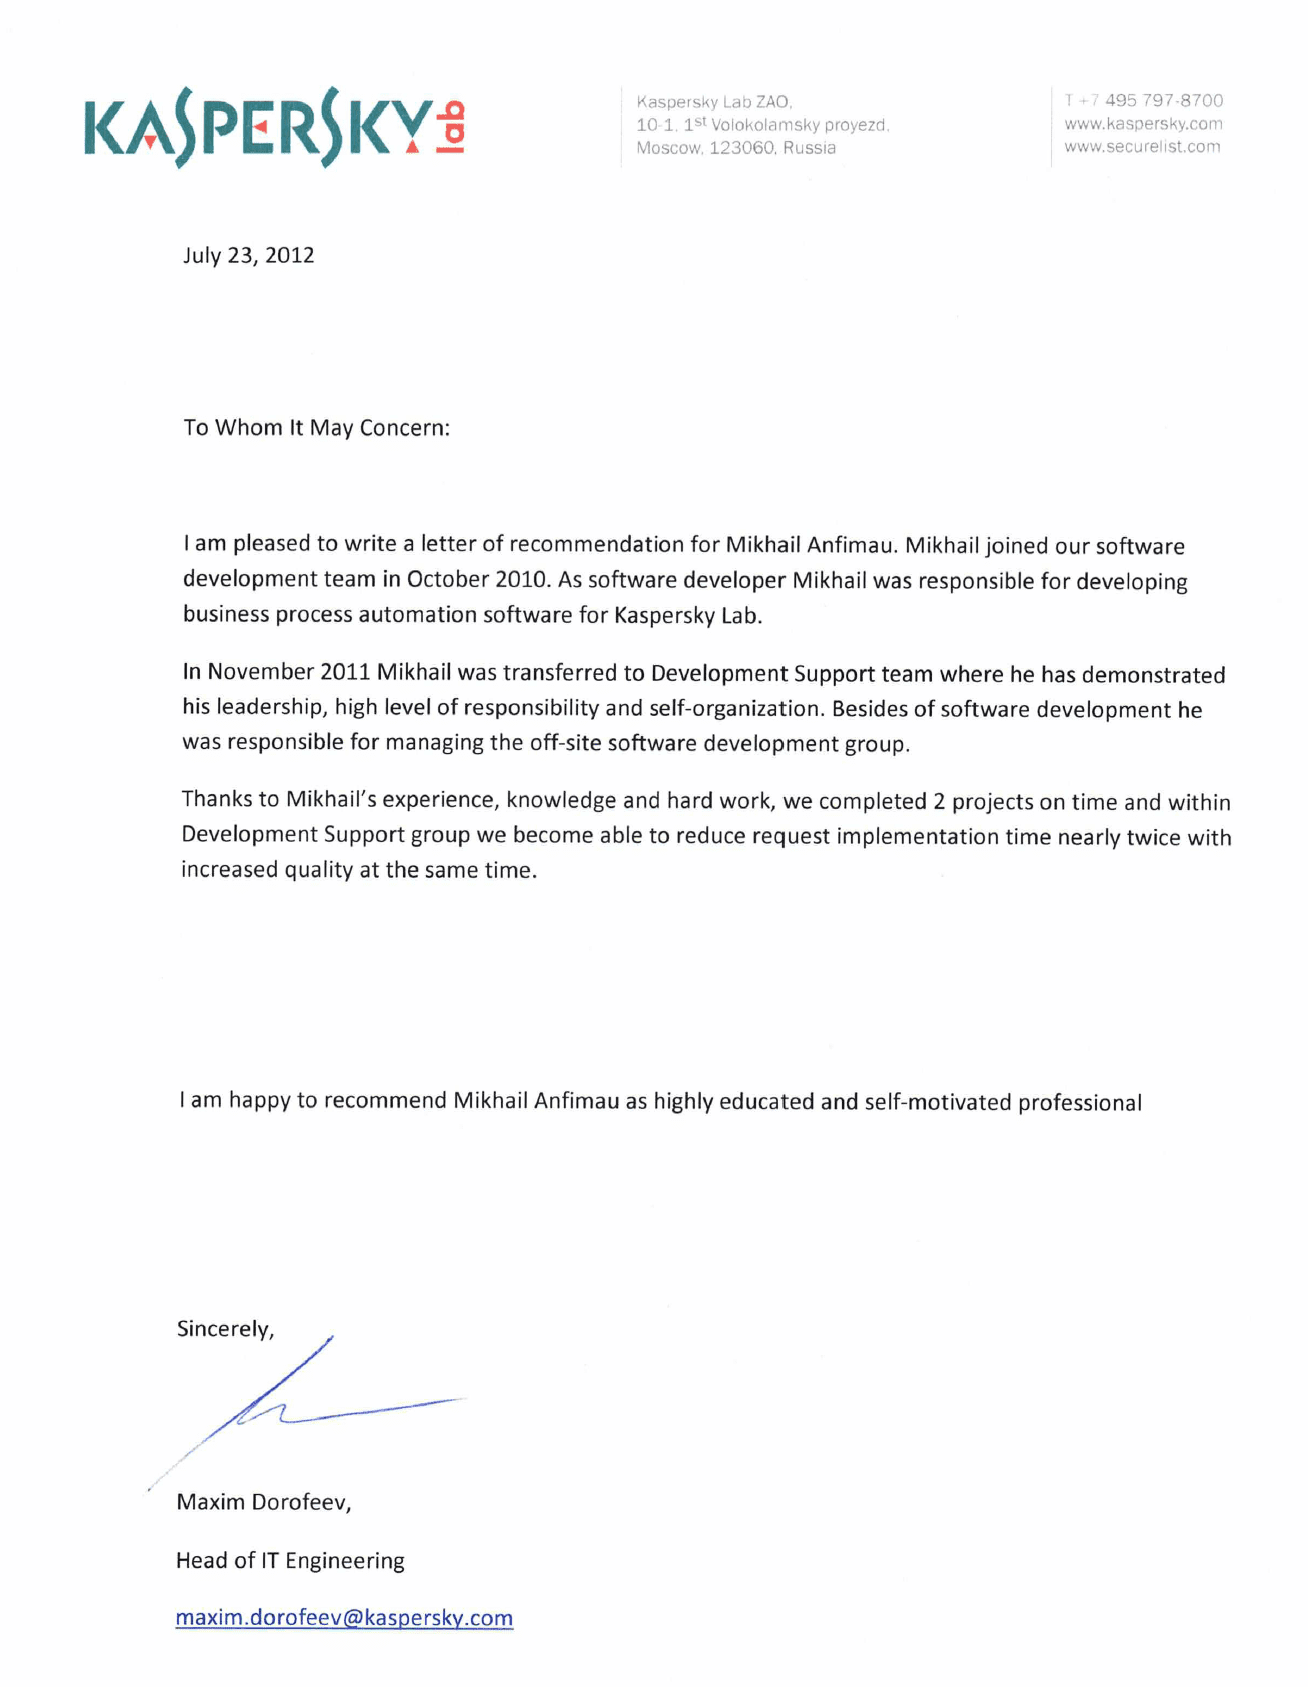 KASPERSKY lab
Kaspersky Lab ZAO,
10-1, 1st Volokolamsky proyezd,
Moscow, 123060, Russia
T +7 495 797-8700
www.kaspersky.com
www.securelist.com
July 23, 2012
To Whom It May Concern:
I am pleased to write a letter of recommendation for Mikhail Anfimau. Mikhail joined our software
development team in October 2010. As software developer Mikhail was responsible for developing
business process automation software for Kaspersky Lab.
In November 2011 Mikhail was transferred to Development Support team where he has demonstrated
his leadership, high level of responsibility and self-organization. Besides of software development he
was responsible for managing the off-site software development group.
Thanks to Mikhail's experience, knowledge and hard work, we completed 2 projects on time and within
Development Support group we become able to reduce request implementation time nearly twice with
increased quality at the same time.
I am happy to recommend Mikhail Anfimau as highly educated and self-motivated professional
Sincerely,
Maxim Dorofeev,
Head of IT Engineering
maxim.dorofeev@kaspersky.com